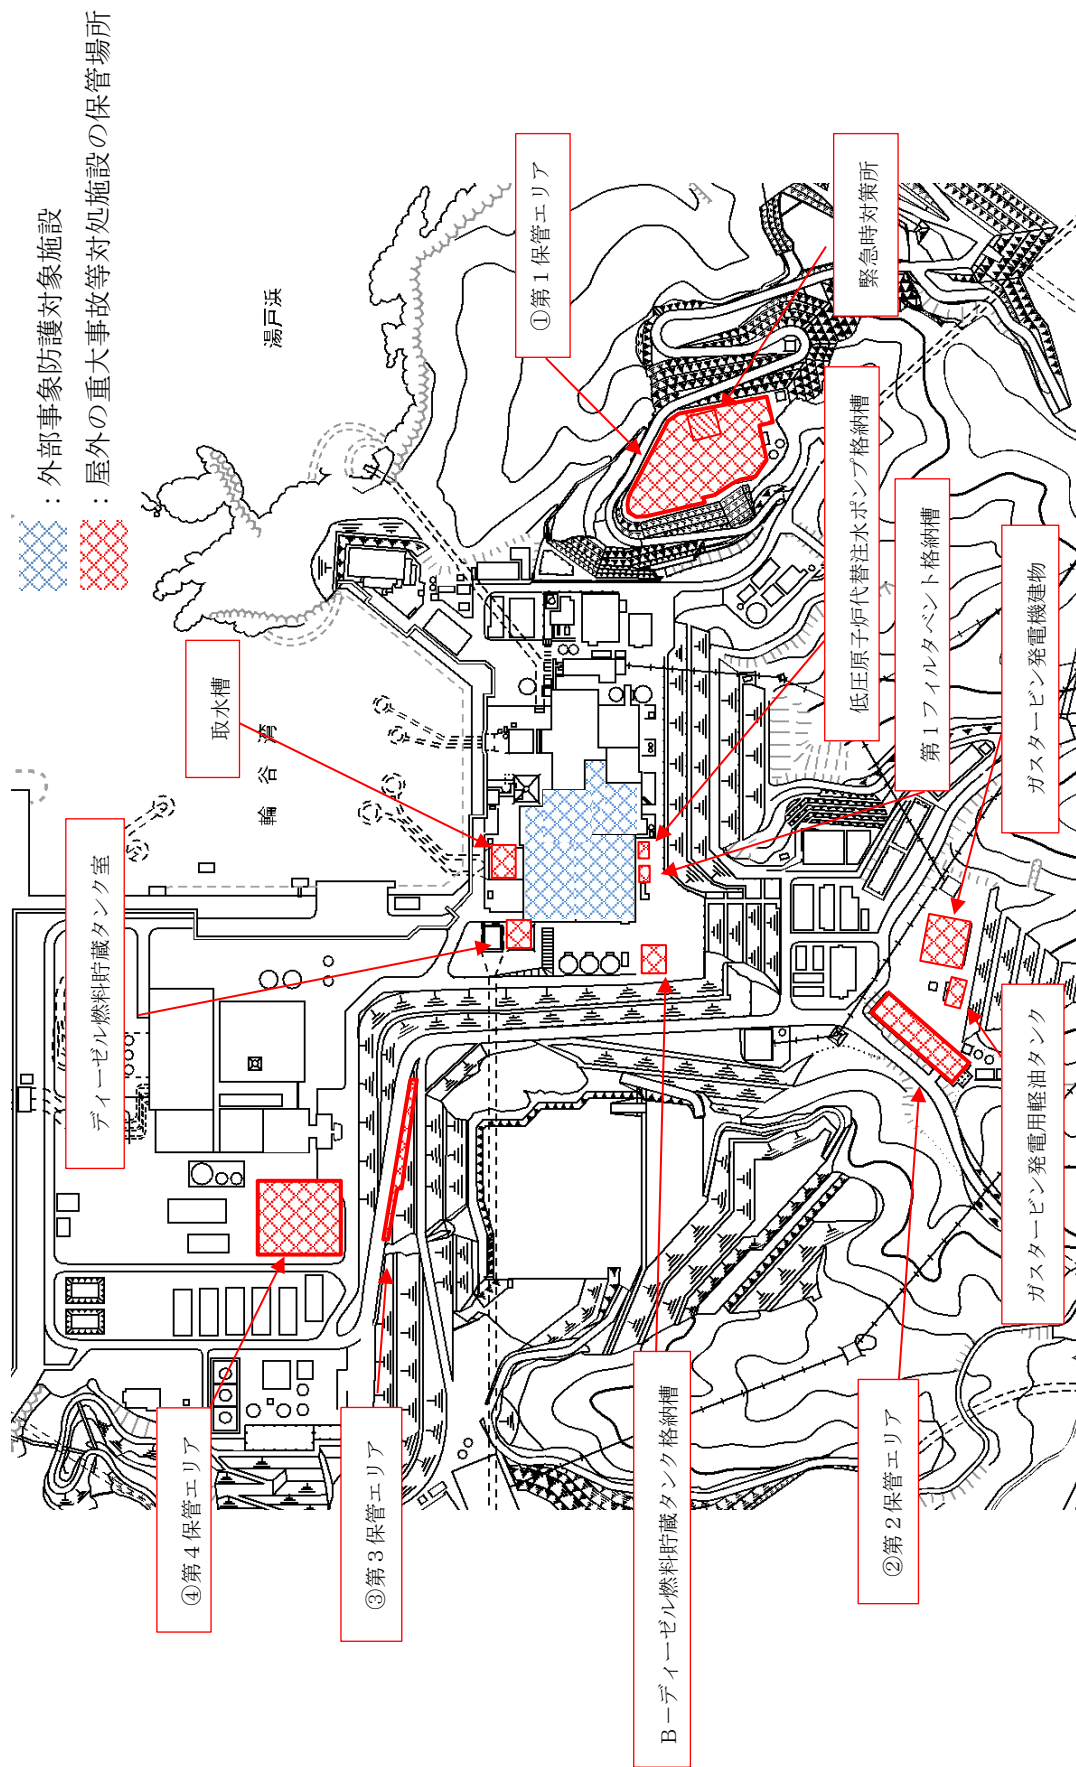 ：外部事象防護対象施設
：屋外の重大事故等対処施設の保管場所
湯戸浜
輪谷湾
①第１保管エリア
緊急時対策所
取水槽
低圧原子炉代替注水ポンプ格納槽
第１フィルタベント格納槽
ガスタービン発電機建物
ディーゼル燃料貯蔵タンク室
ガスタービン発電用軽油タンク
④第４保管エリア
③第３保管エリア
Ｂ－ディーゼル燃料貯蔵タンク格納槽
②第２保管エリア